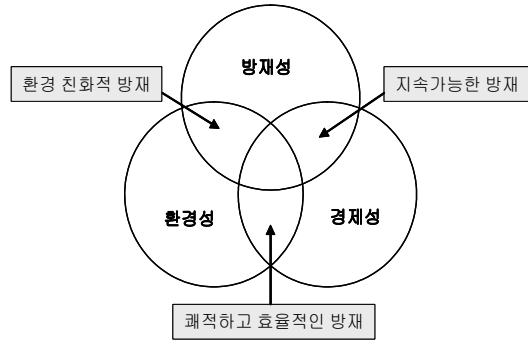 방재성
환경 친화적 방재
지속가능한 방재
환경성
경제성
쾌적하고 효율적인 방재